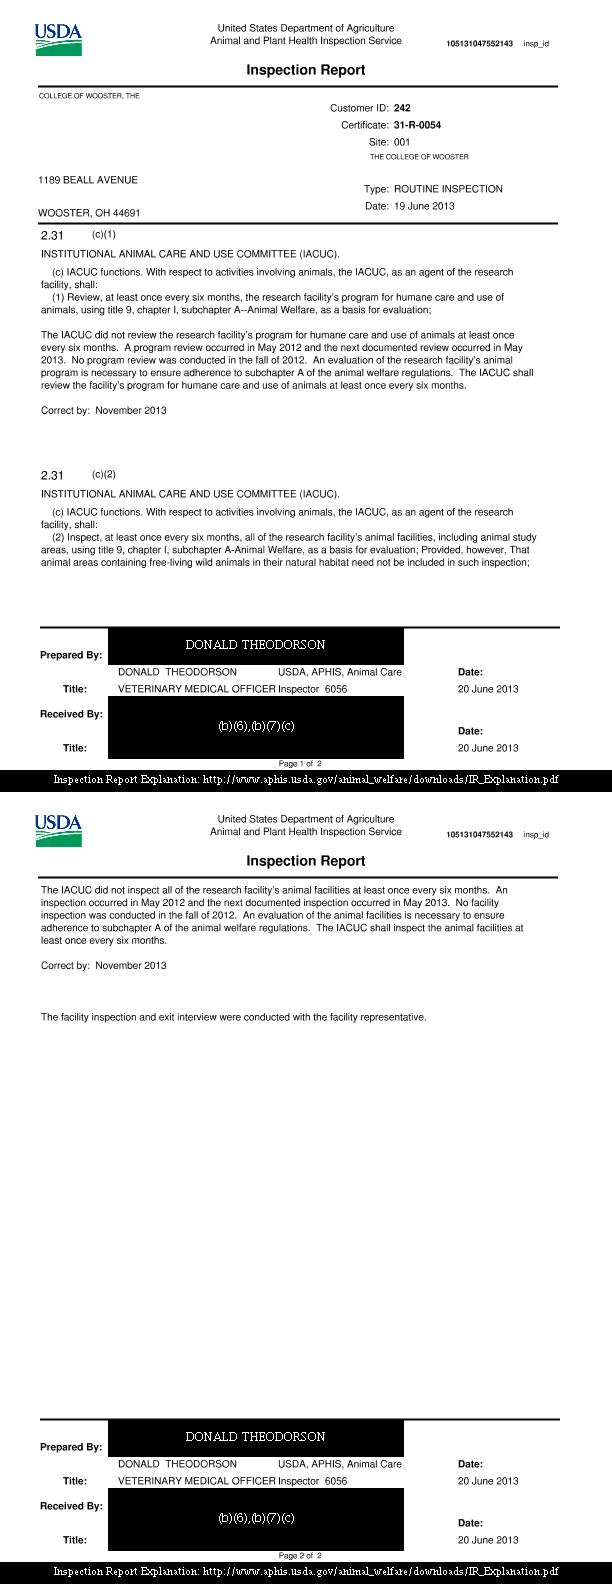 USDA
United States Department of Agriculture
Animal and Plant Health Inspection Service
105131047552143 insp_id
Inspection Report
COLLEGE OF WOOSTER, THE
Customer ID: 242
Certificate: 31-R-0054
Site: 001
THE COLLEGE OF WOOSTER
1189 BEALL AVENUE
Type: ROUTINE INSPECTION
Date: 19 June 2013
WOOSTER, OH 44691
2.31 (c)(1)
INSTITUTIONAL ANIMAL CARE AND USE COMMITTEE (IACUC).
(c) IACUC functions. With respect to activities involving animals, the IACUC, as an agent of the research
facility, shall:
(1) Review, at least once every six months, the research facility's program for humane care and use of
animals, using title 9, chapter I, subchapter A--Animal Welfare, as a basis for evaluation;
The IACUC did not review the research facility's program for humane care and use of animals at least once
every six months. A program review occurred in May 2012 and the next documented review occurred in May
2013. No program review was conducted in the fall of 2012. An evaluation of the research facility's animal
program is necessary to ensure adherence to subchapter A of the animal welfare regulations. The IACUC shall
review the facility's program for humane care and use of animals at least once every six months.
Correct by: November 2013
2.31 (c)(2)
INSTITUTIONAL ANIMAL CARE AND USE COMMITTEE (IACUC).
(c) IACUC functions. With respect to activities involving animals, the IACUC, as an agent of the research
facility, shall:
(2) Inspect, at least once every six months, all of the research facility's animal facilities, including animal study
areas, using title 9, chapter I, subchapter A-Animal Welfare, as a basis for evaluation; Provided, however, That
animal areas containing free-living wild animals in their natural habitat need not be included in such inspection;
DONALD THEODORSON
Prepared By:
DONALD THEODORSON USDA, APHIS, Animal Care Date:
Title: VETERINARY MEDICAL OFFICER Inspector 6056 20 June 2013
Received By:
(b)(6),(b)(7)(c)
Date:
Title: 20 June 2013
Page 1 of 2
Inspection Report Explanation: http://www.aphis.usda.gov/animal_welfare/downloads/IR_Explanation.pdf
USDA
United States Department of Agriculture
Animal and Plant Health Inspection Service
105131047552143 insp_id
Inspection Report
The IACUC did not inspect all of the research facility's animal facilities at least once every six months. An
inspection occurred in May 2012 and the next documented inspection occurred in May 2013. No facility
inspection was conducted in the fall of 2012. An evaluation of the animal facilities is necessary to ensure
adherence to subchapter A of the animal welfare regulations. The IACUC shall inspect the animal facilities at
least once every six months.
Correct by: November 2013
The facility inspection and exit interview were conducted with the facility representative.
DONALD THEODORSON
Prepared By:
DONALD THEODORSON USDA, APHIS, Animal Care Date:
Title: VETERINARY MEDICAL OFFICER Inspector 6056 20 June 2013
Received By:
(b)(6),(b)(7)(c)
Date:
Title: 20 June 2013
Page 2 of 2
Inspection Report Explanation: http://www.aphis.usda.gov/animal_welfare/downloads/IR_Explanation.pdf